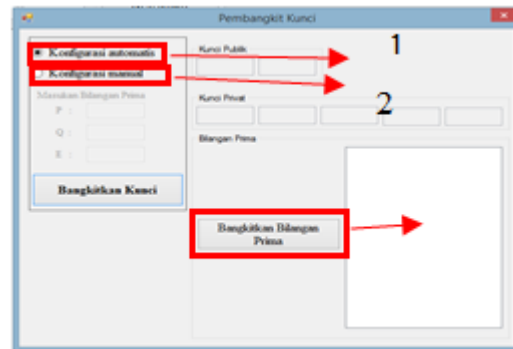 Pembangkit Kunci
Konfigurasi automatis
Konfigurasi manual
Masukan Bilangan Prima
P :
Q :
E :
Bangkitkan Kunci
Kunci Publik
1
Kunci Privat
2
Bilangan Prima
Bangkitkan Bilangan
Prima